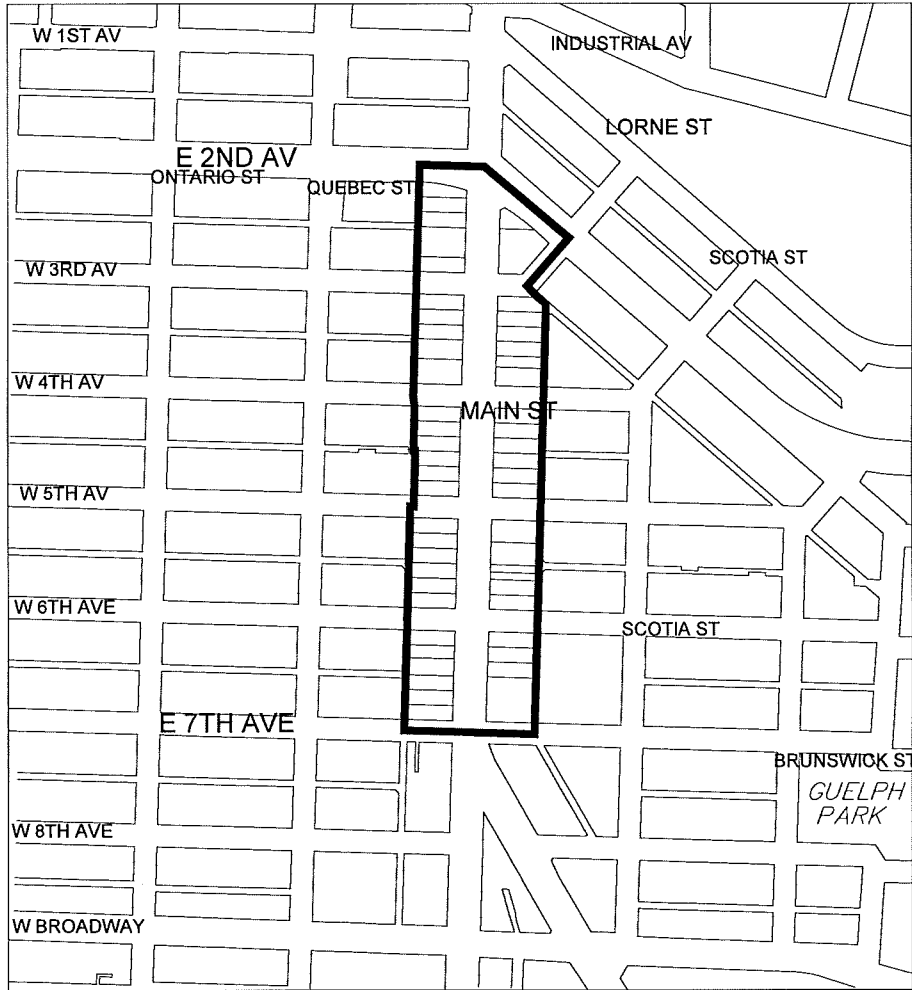 W 1ST AV
INDUSTRIAL AV
LORNE ST
E 2ND AV
ONTARIO ST
QUEBEC ST
SCOTIA ST
W 3RD AV
W 4TH AV
MAIN ST
W 5TH AV
W 6TH AVE
SCOTIA ST
E 7TH AVE
BRUNSWICK ST
GUELPH
PARK
W 8TH AVE
W BROADWAY